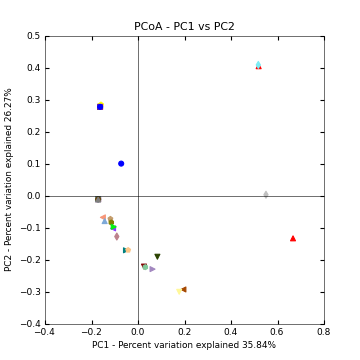 PCoA - PC1 vs PC2
PC2 - Percent variation explained 26.27%
0.5
0.4
0.3
0.2
0.1
0.0
−0.1
−0.2
−0.3
−0.4
−0.4 −0.2 0.0 0.2 0.4 0.6 0.8
PC1 - Percent variation explained 35.84%